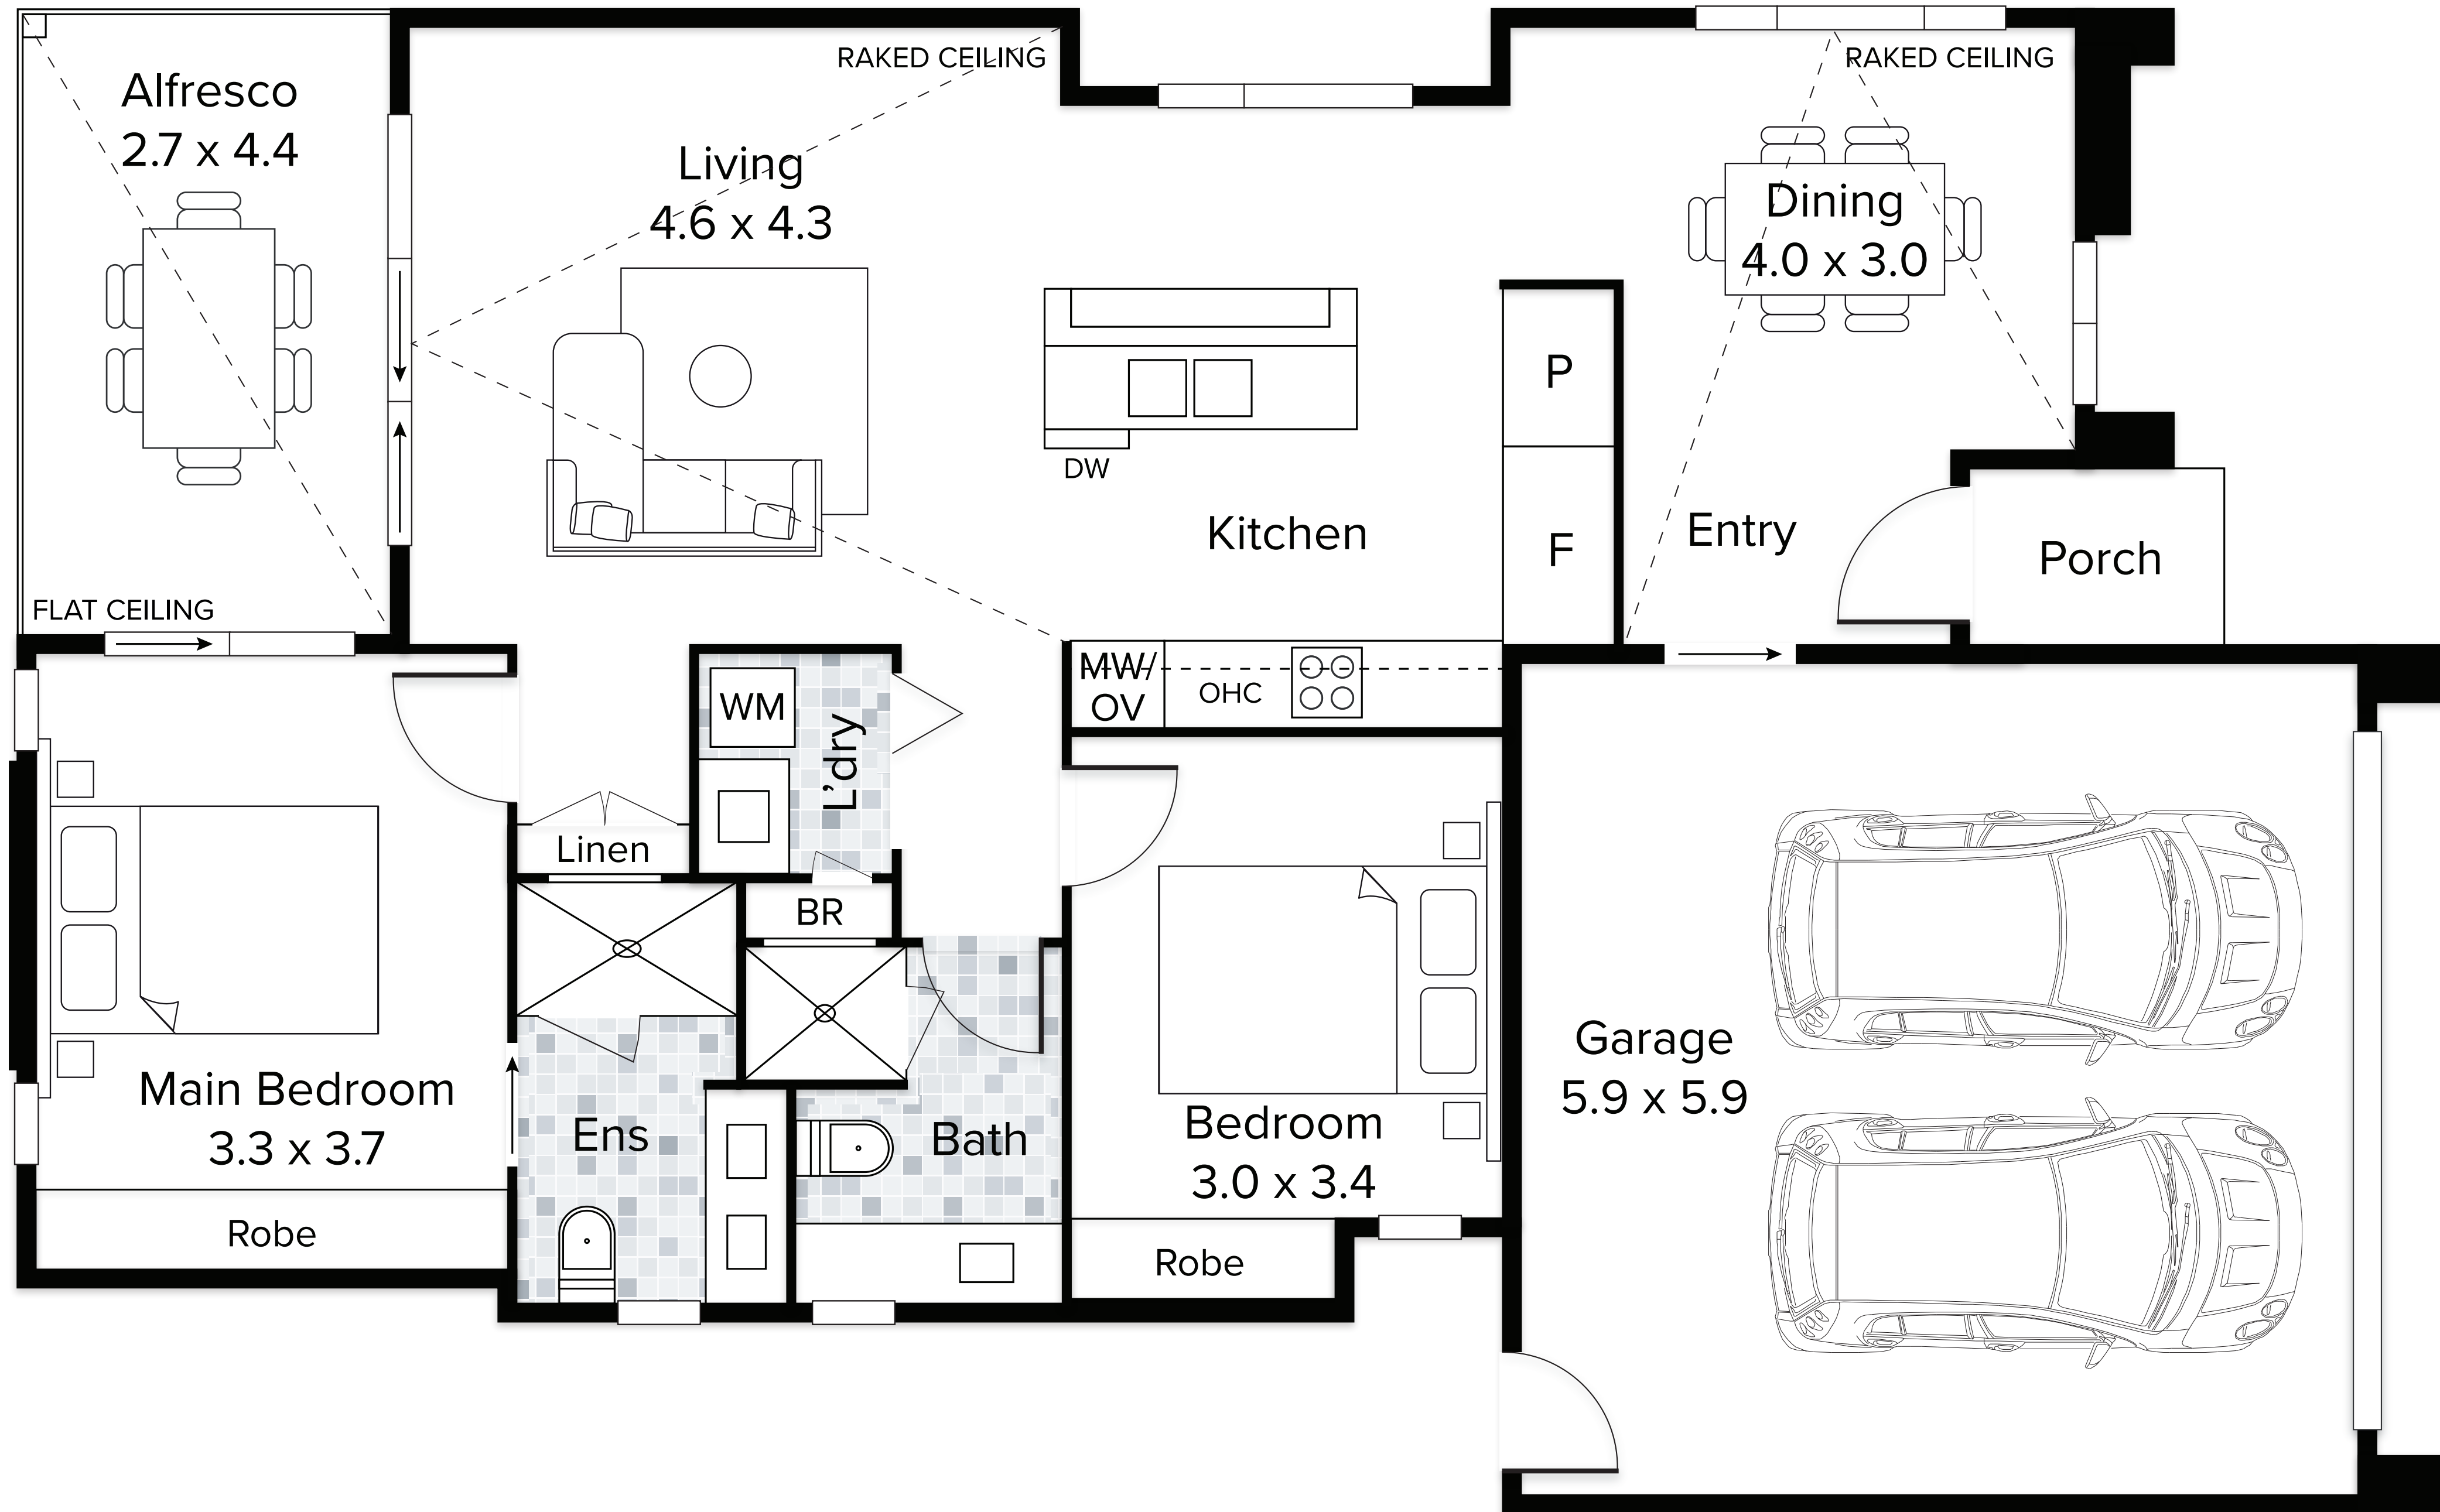 RAKED CEILING
RAKED CEILING
Alfresco
2.7 x 4.4
Living
4.6 x 4.3
Dining
4.0 x 3.0
P
DW
Kitchen
F
Entry
Porch
FLAT CEILING
MW/
OV
OHC
WM
L'dry
Linen
BR
Main Bedroom
3.3 x 3.7
Ens
Bath
Bedroom
3.0 x 3.4
Garage
5.9 x 5.9
Robe
Robe